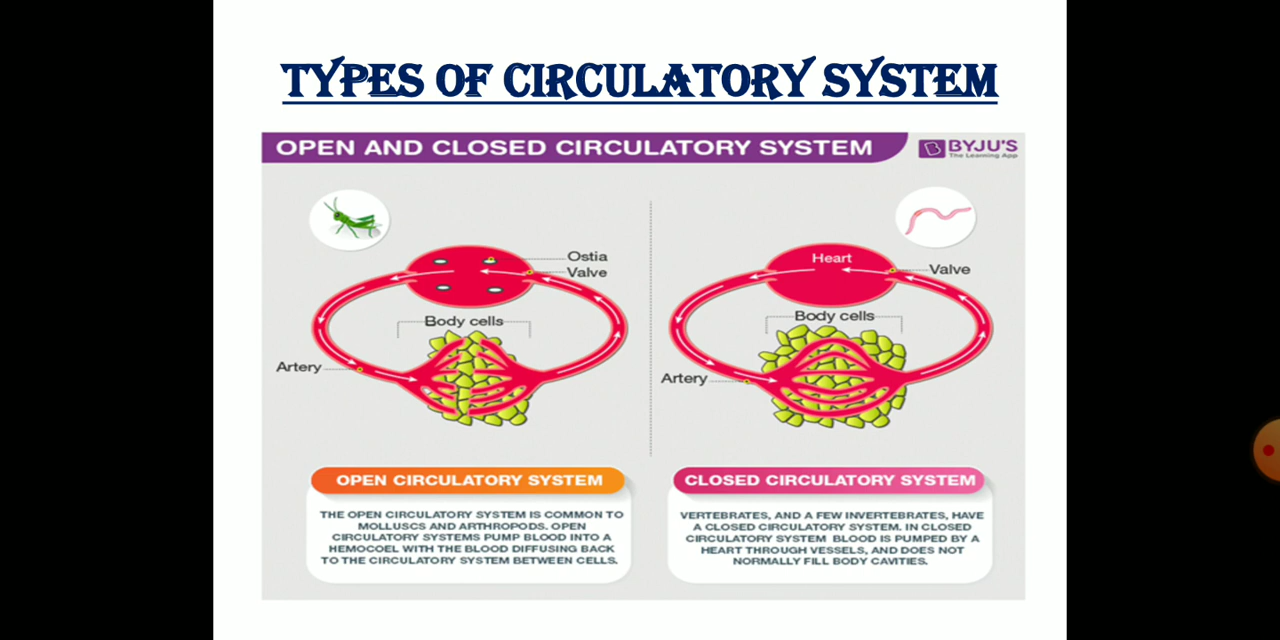 TYPES OF CIRCULATORY SYSTEM
OPEN AND CLOSED CIRCULATORY SYSTEM
B BYJU'S
The Learning App
Ostia
Valve
Body cells
Artery
Heart
Valve
Body cells
Artery
OPEN CIRCULATORY SYSTEM
THE OPEN CIRCULATORY SYSTEM IS COMMON TO
MOLLUSCS AND ARTHROPODS. OPEN
CIRCULATORY SYSTEMS PUMP BLOOD INTO A
HEMOCOEL WITH THE BLOOD DIFFUSING BACK
TO THE CIRCULATORY SYSTEM BETWEEN CELLS.
CLOSED CIRCULATORY SYSTEM
VERTEBRATES, AND A FEW INVERTEBRATES, HAVE
A CLOSED CIRCULATORY SYSTEM. IN CLOSED
CIRCULATORY SYSTEM BLOOD IS PUMPED BY A
HEART THROUGH VESSELS, AND DOES NOT
NORMALLY FILL BODY CAVITIES.